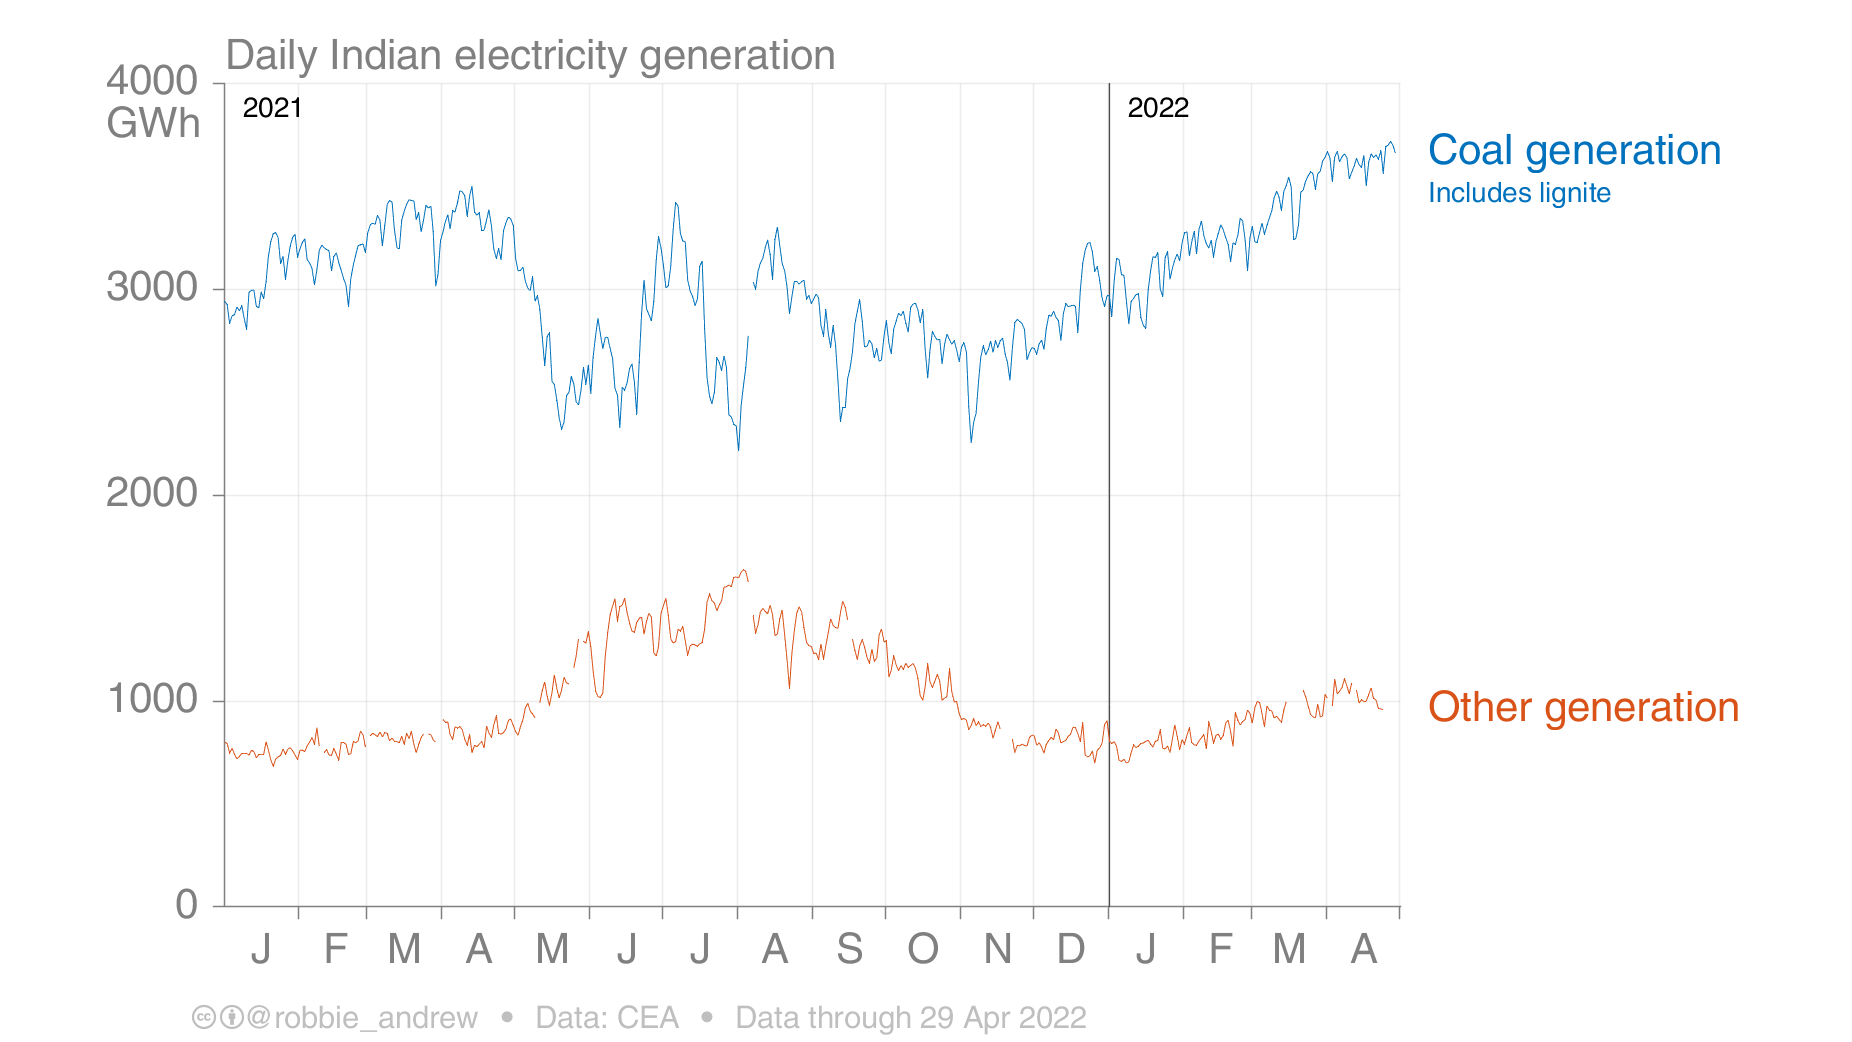 Daily Indian electricity generation
4000
GWh
2021
2022
Coal generation
Includes lignite
3000
2000
1000
Other generation
0
J F M A M J J A S O N D J F M A
cc @robbie_andrew • Data: CEA • Data through 29 Apr 2022